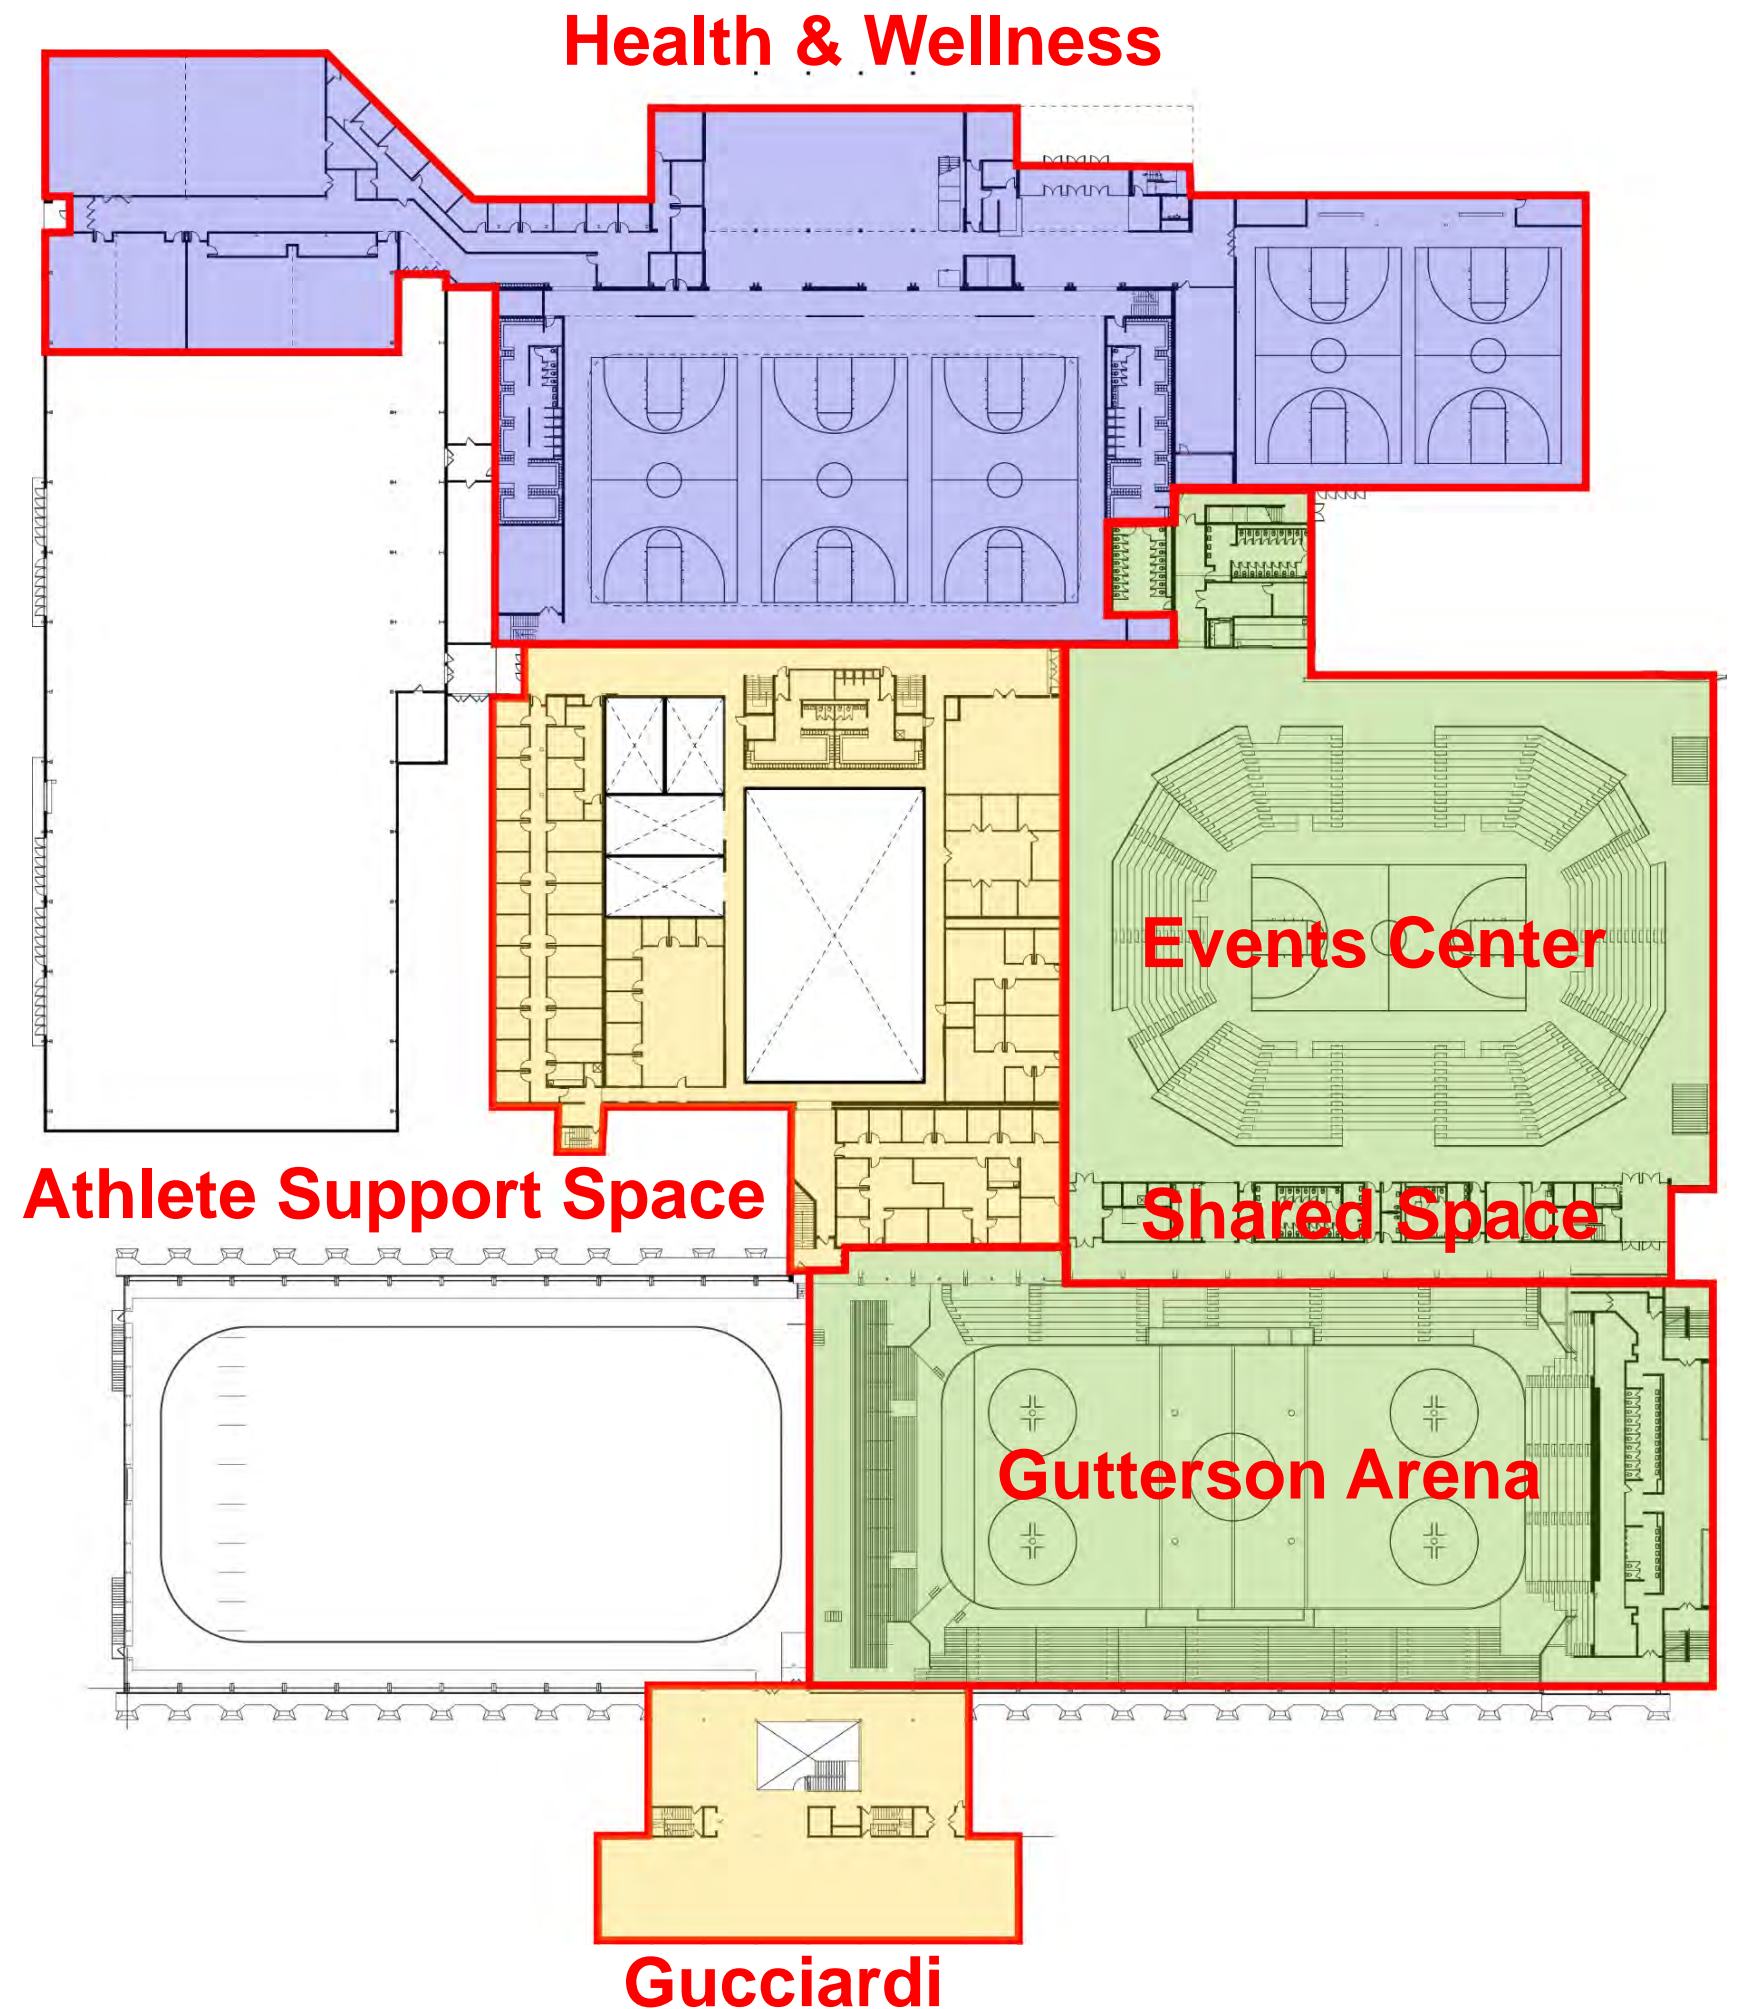 Health & Wellness
Events Center
Athlete Support Space
Shared Space
Gutterson Arena
Gucciardi